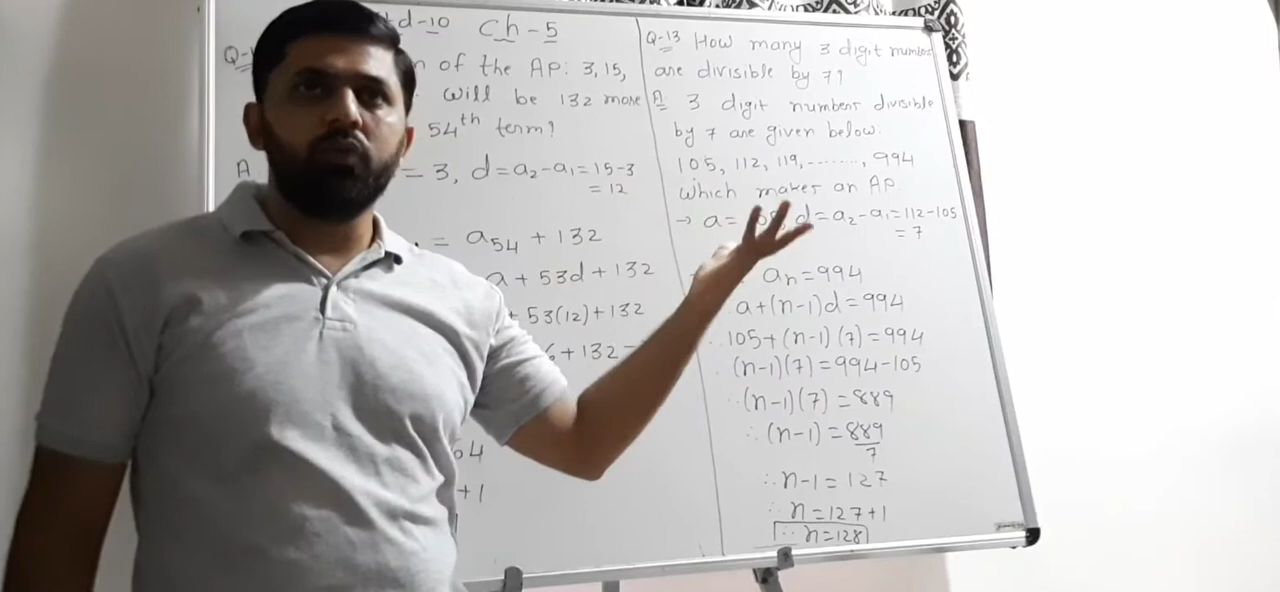 td-10 Ch-5
of the AP: 3, 15,
will be 132 more
54th term?
A = 3, d = a2 - a1 = 15-3
= 12
= a54 + 132
a + 53d + 132
+ 53(12) + 132
6 + 132
64
+1
Q-13 How many 3 digit numbers
are divisible by 7?
A 3 digit numbers divisible
by 7 are given below.
105, 112, 119, ........, 994
which makes an AP.
→ a = 105, d = a2 - a1 = 112-105
= 7
an = 994
a+(n-1)d = 994
105+(n-1)(7) = 994
(n-1)(7) = 994-105
∴ (n-1)(7) = 889
∴ (n-1) = 889/7
∴ n-1 = 127
∴ n = 127+1
∴ n = 128